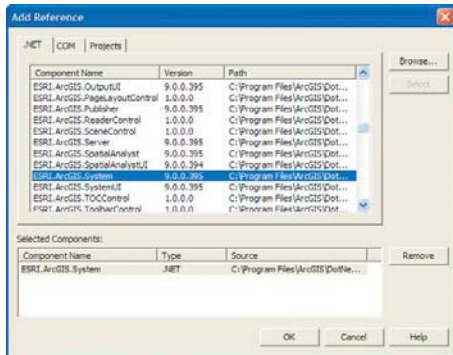 Add Reference
.NET COM Projects
Component Name Version Path
ESRI.ArcGIS.OutputUI 9.0.0.395 C:\Program Files\ArcGIS\Dot...
ESRI.ArcGIS.PageLayoutControl 1.0.0.0 C:\Program Files\ArcGIS\Dot...
ESRI.ArcGIS.Publisher 9.0.0.395 C:\Program Files\ArcGIS\Dot...
ESRI.ArcGIS.ReaderControl 1.0.0.0 C:\Program Files\ArcGIS\Dot...
ESRI.ArcGIS.SceneControl 1.0.0.0 C:\Program Files\ArcGIS\Dot...
ESRI.ArcGIS.Server 9.0.0.395 C:\Program Files\ArcGIS\Dot...
ESRI.ArcGIS.SpatialAnalyst 9.0.0.395 C:\Program Files\ArcGIS\Dot...
ESRI.ArcGIS.SpatialAnalystUI 9.0.0.394 C:\Program Files\ArcGIS\Dot...
ESRI.ArcGIS.System 9.0.0.395 C:\Program Files\ArcGIS\Dot...
ESRI.ArcGIS.SystemUI 9.0.0.395 C:\Program Files\ArcGIS\Dot...
ESRI.ArcGIS.TOCControl 1.0.0.0 C:\Program Files\ArcGIS\Dot...
ESRI.ArcGIS.ToolbarControl 1.0.0.0 C:\Program Files\ArcGIS\Dot...
Browse...
Select
Selected Components:
Component Name Type Source
ESRI.ArcGIS.System .NET C:\Program Files\ArcGIS\DotNe...
Remove
OK Cancel Help